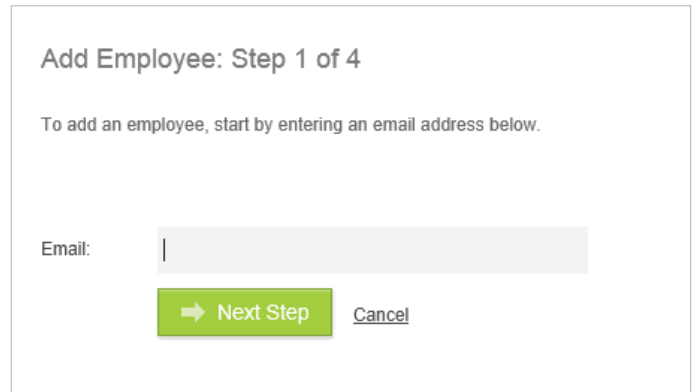 Add Employee: Step 1 of 4
To add an employee, start by entering an email address below.
Email:
Next Step Cancel